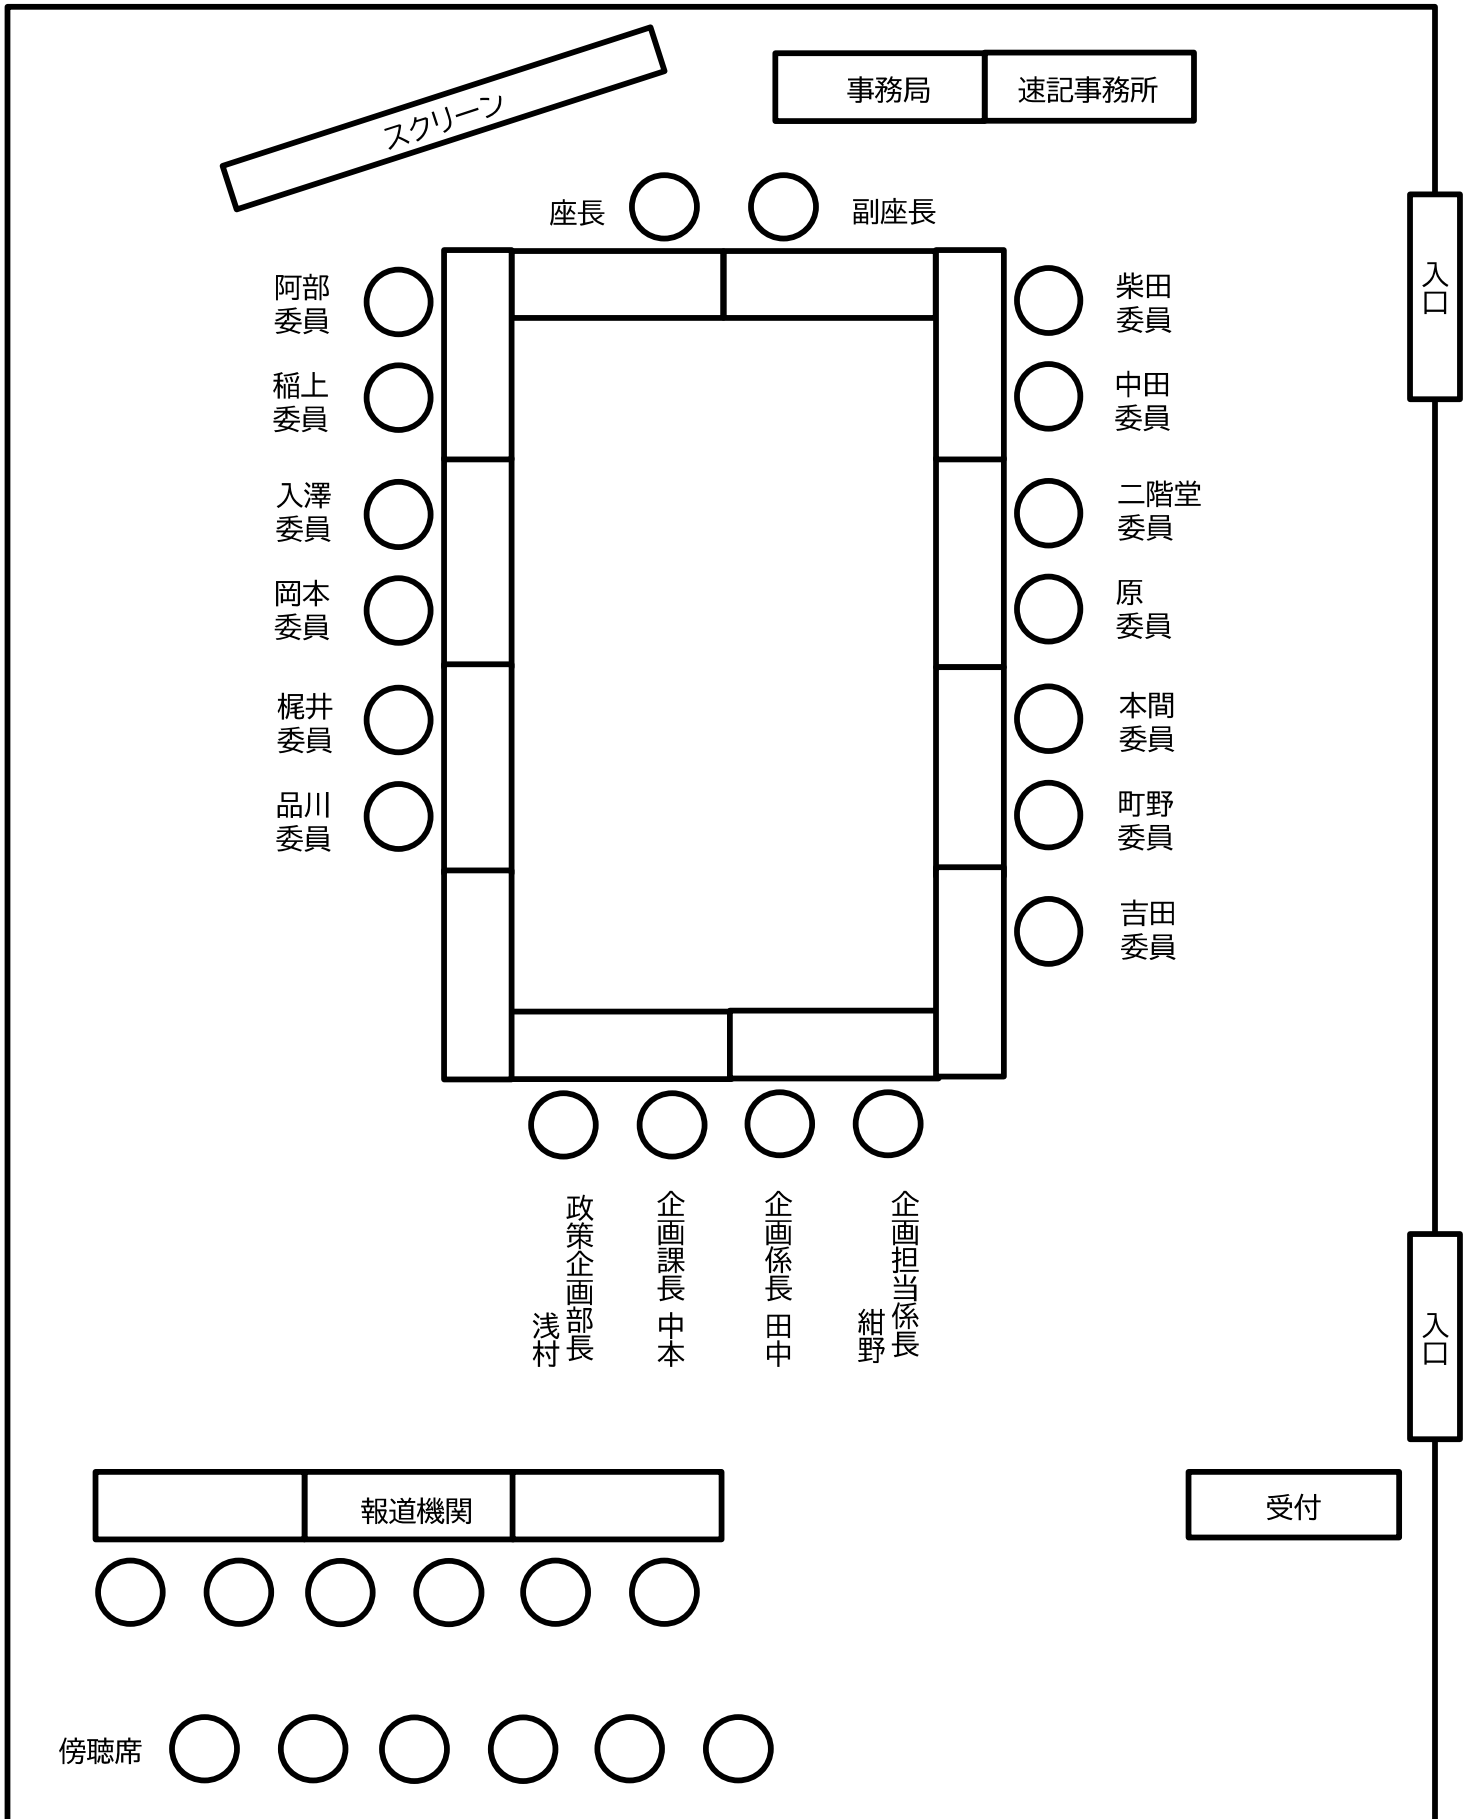 スクリーン
事務局
速記事務所
座長
副座長
入口
阿部
委員
稲上
委員
入澤
委員
岡本
委員
梶井
委員
品川
委員
柴田
委員
中田
委員
二階堂
委員
原
委員
本間
委員
町野
委員
吉田
委員
政策企画部長
浅村
企画課長 中本
企画係長 田中
企画担当係長
紺野
入口
報道機関
受付
傍聴席